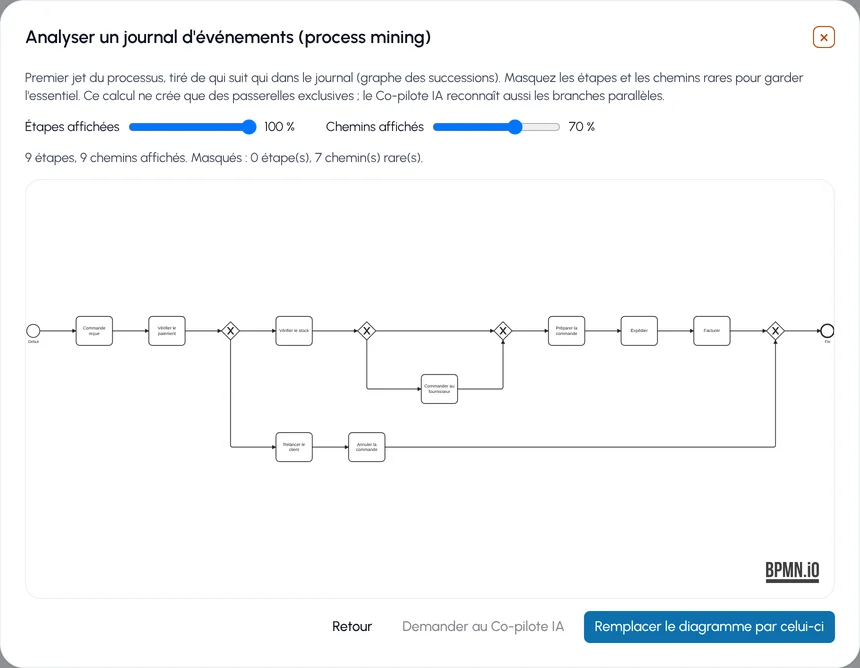 Analyser un journal d'événements (process mining)
Premier jet du processus, tiré de qui suit qui dans le journal (graphe des successions). Masquez les étapes et les chemins rares pour garder
l'essentiel. Ce calcul ne crée que des passerelles exclusives ; le Co-pilote IA reconnaît aussi les branches parallèles.
Étapes affichées 100 % Chemins affichés 70 %
9 étapes, 9 chemins affichés. Masqués : 0 étape(s), 7 chemin(s) rare(s).
Début
Commande
reçue
Vérifier le
paiement
Vérifier le stock
Commander au
fournisseur
Préparer la
commande
Expédier
Facturer
Fin
Relancer le
client
Annuler la
commande
BPMN.iO
Retour
Demander au Co-pilote IA
Remplacer le diagramme par celui-ci